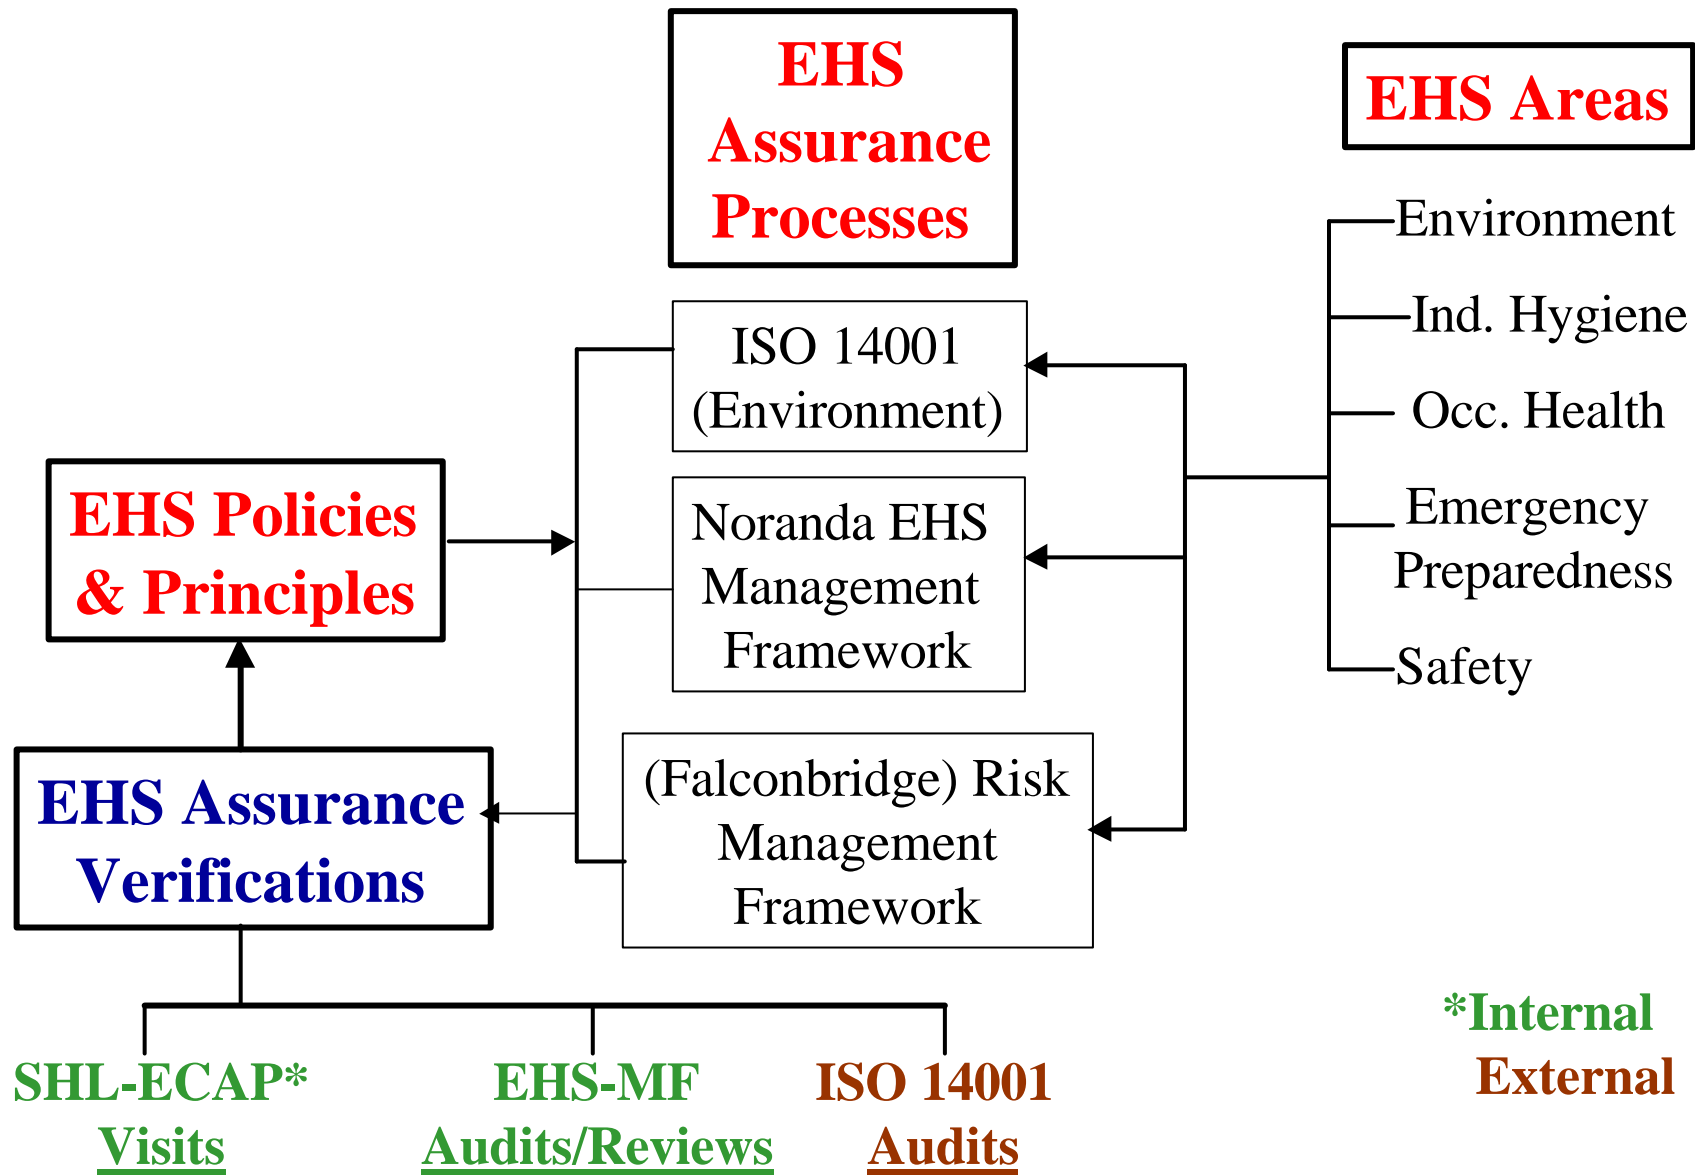 EHS
Assurance
Processes
EHS Areas
Environment
Ind. Hygiene
Occ. Health
Emergency
Preparedness
Safety
ISO 14001
(Environment)
Noranda EHS
Management
Framework
(Falconbridge) Risk
Management
Framework
EHS Policies
& Principles
EHS Assurance
Verifications
SHL-ECAP*
Visits
EHS-MF
Audits/Reviews
ISO 14001
Audits
*Internal
External